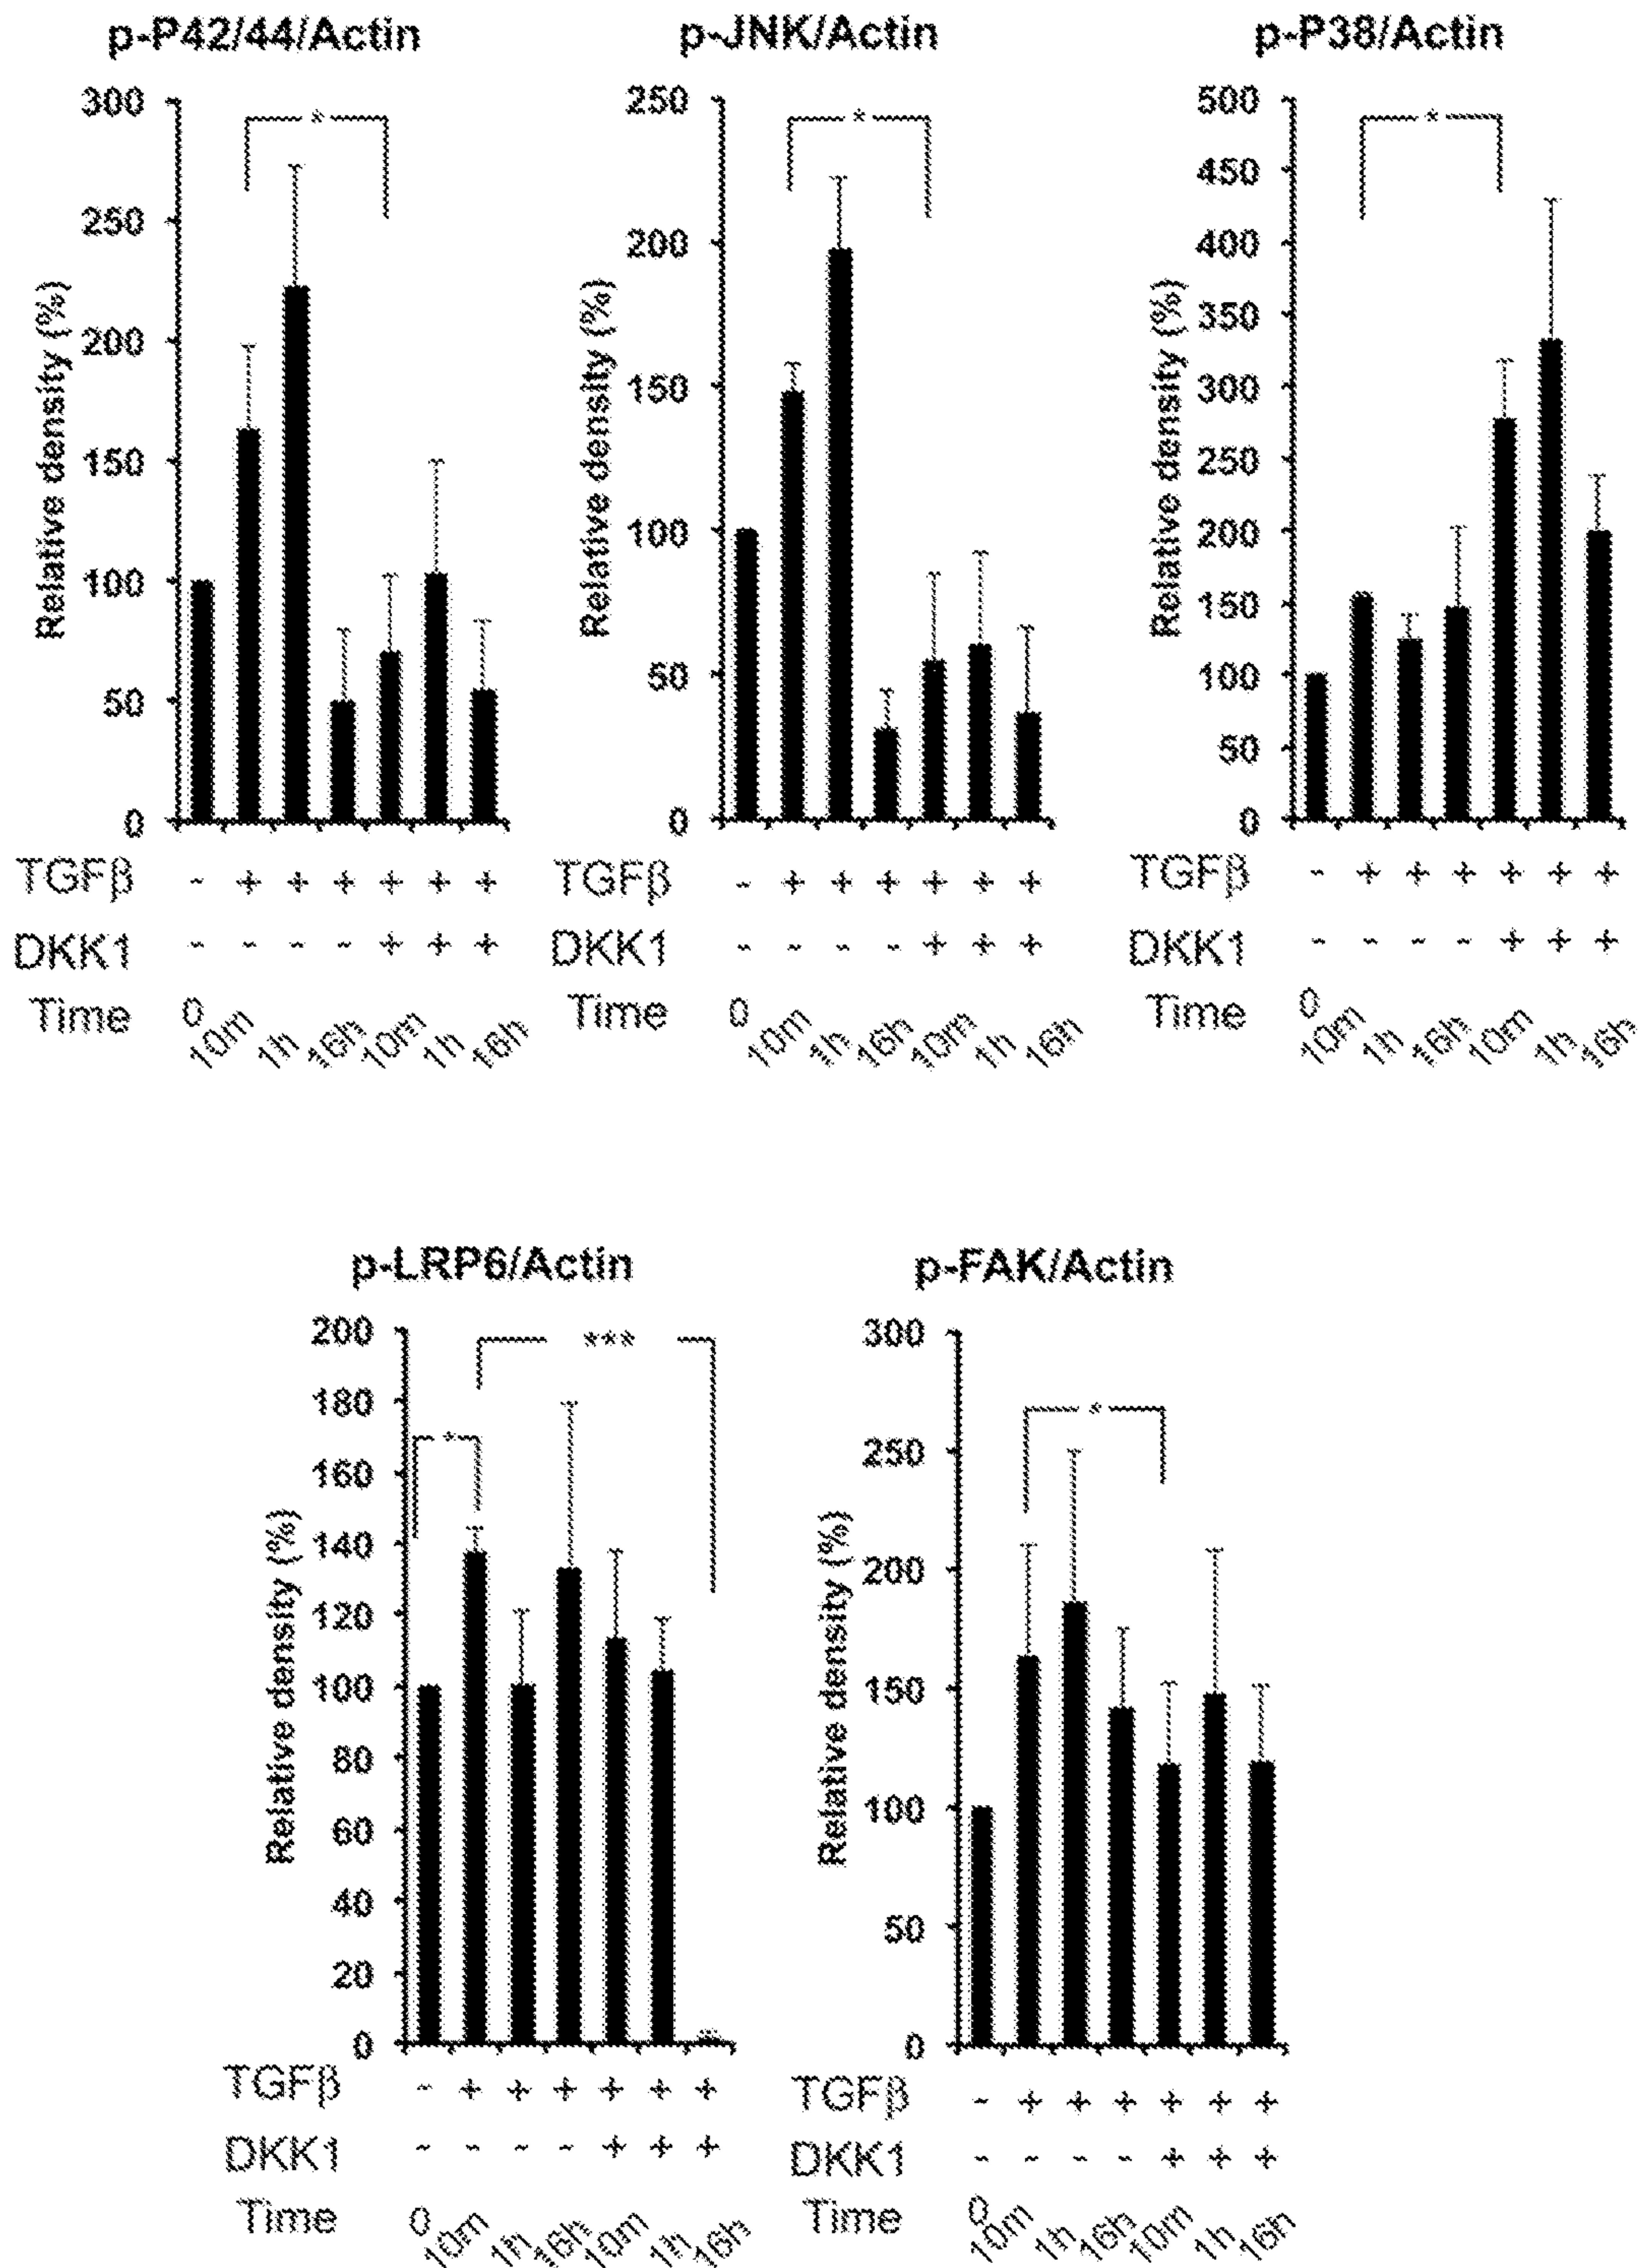 p-P42/44/Actin
300
250
200
150
100
50
0
Relative density (%)
*
TGFβ - + + + + + +
DKK1 - - - - + + +
Time 0 10m 1h 16h 10m 1h 16h
p-JNK/Actin
250
200
150
100
50
0
Relative density (%)
*
TGFβ - + + + + + +
DKK1 - - - - + + +
Time 0 10m 1h 16h 10m 1h 16h
p-P38/Actin
500
450
400
350
300
250
200
150
100
50
0
Relative density (%)
*
TGFβ - + + + + + +
DKK1 - - - - + + +
Time 0 10m 1h 16h 10m 1h 16h
p-LRP6/Actin
200
180
160
140
120
100
80
60
40
20
0
Relative density (%)
***
*
TGFβ - + + + + + +
DKK1 - - - - + + +
Time 0 10m 1h 16h 10m 1h 16h
p-FAK/Actin
300
250
200
150
100
50
0
Relative density (%)
*
TGFβ - + + + + + +
DKK1 - - - - + + +
Time 0 10m 1h 16h 10m 1h 16h